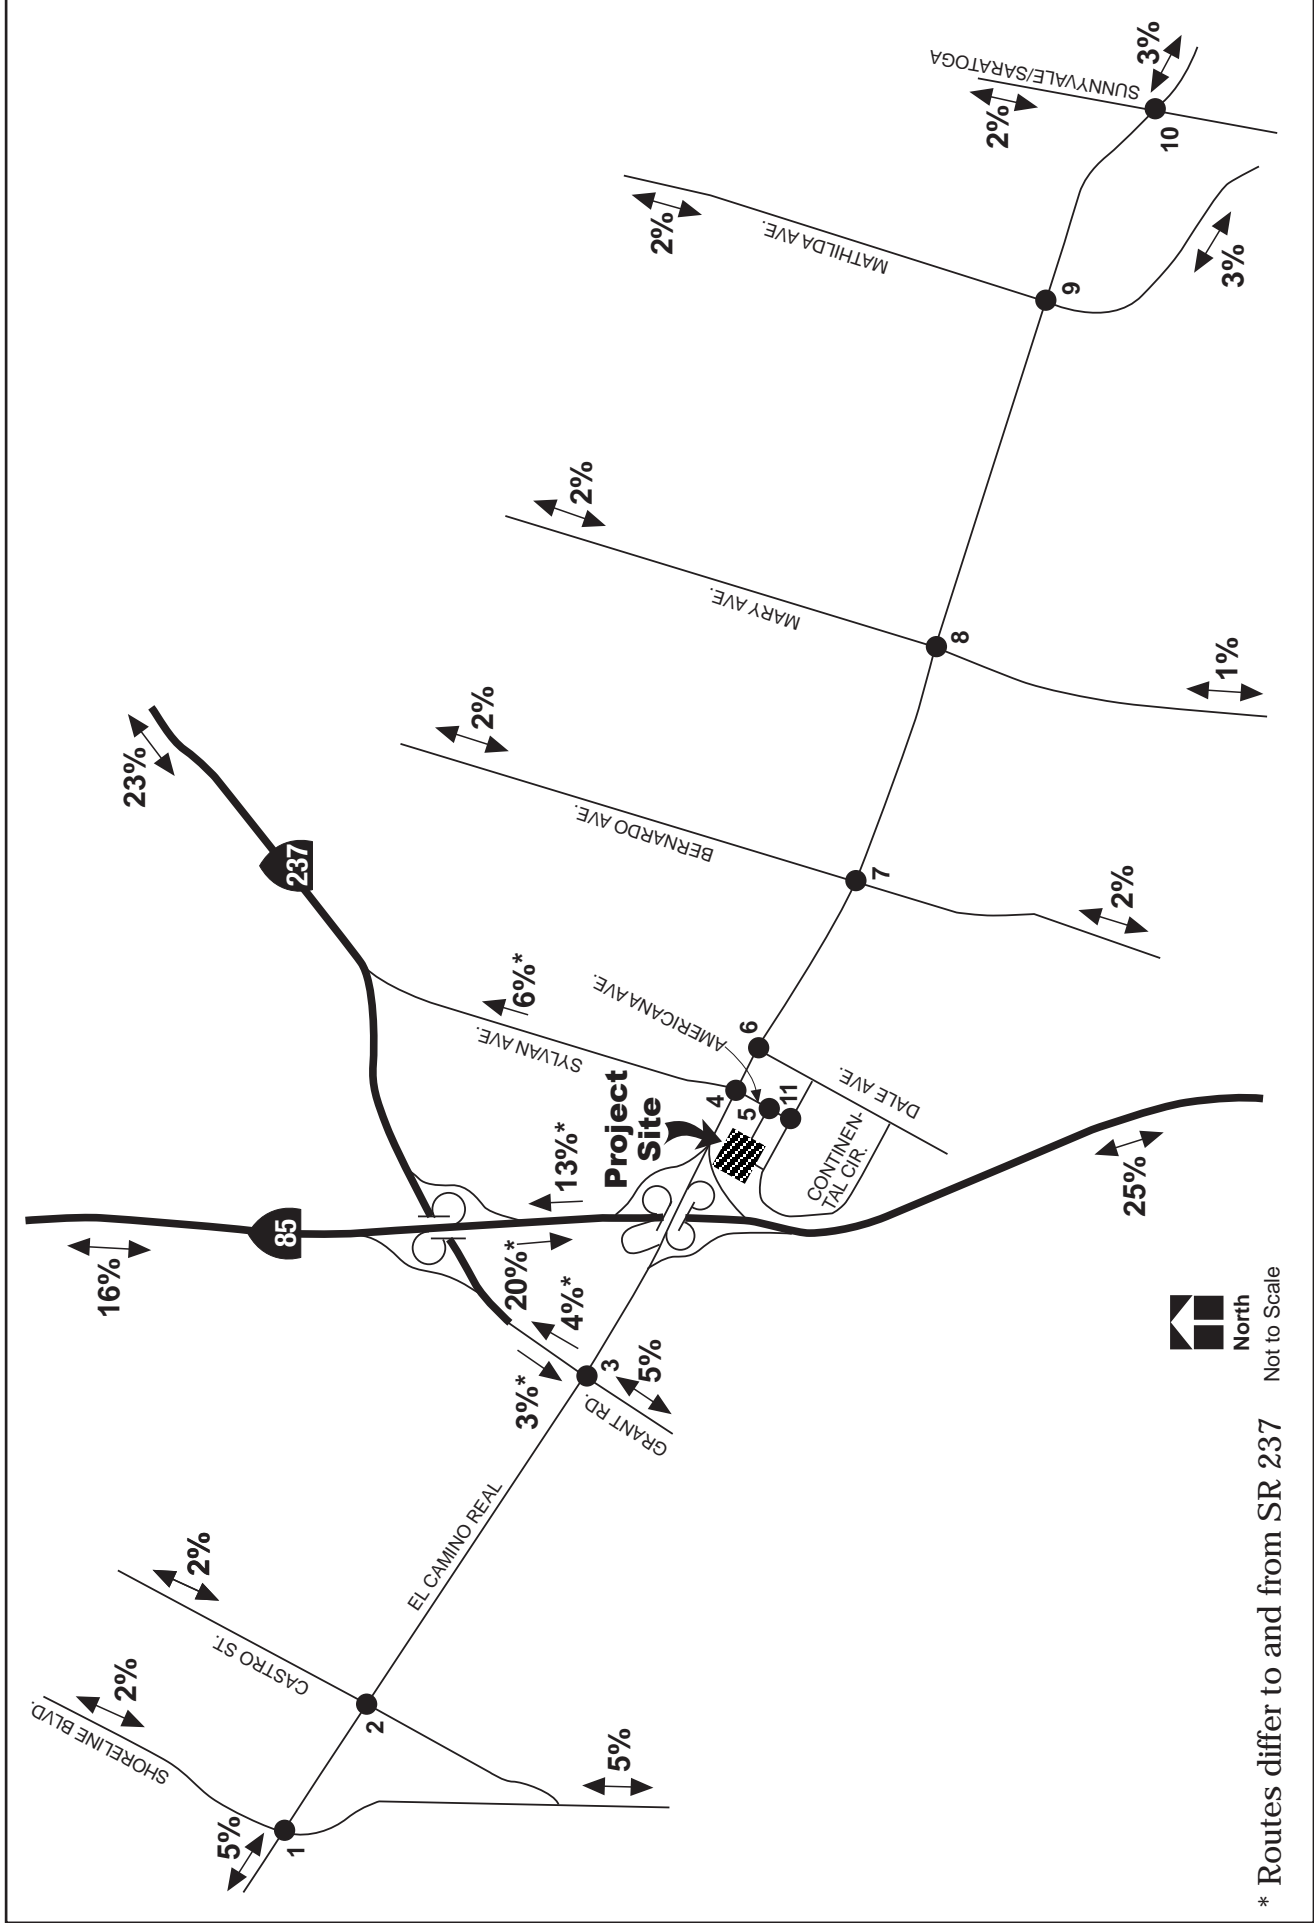 SHORELINE BLVD.
2%
5%
1
CASTRO ST.
2%
2
5%
EL CAMINO REAL
16%
85
3%*
20%*
4%*
3
5%
GRANT RD.
13%*
Project
Site
23%
237
SYLVAN AVE.
6%*
AMERICANA AVE.
4
5
11
6
CONTINEN-
TAL CIR.
DALE AVE.
25%
BERNARDO AVE.
2%
7
2%
MARY AVE.
2%
8
1%
MATHILDA AVE.
2%
9
3%
SUNNYVALE/SARATOGA
2%
10
3%
North
Not to Scale
* Routes differ to and from SR 237